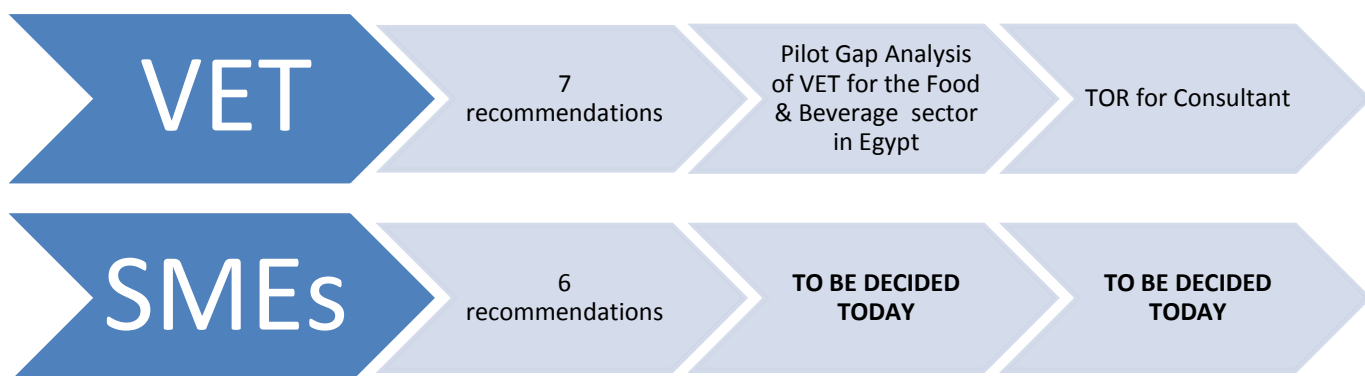 VET
7
recommendations
Pilot Gap Analysis
of VET for the Food
& Beverage sector
in Egypt
TOR for Consultant
SMEs
6
recommendations
TO BE DECIDED
TODAY
TO BE DECIDED
TODAY